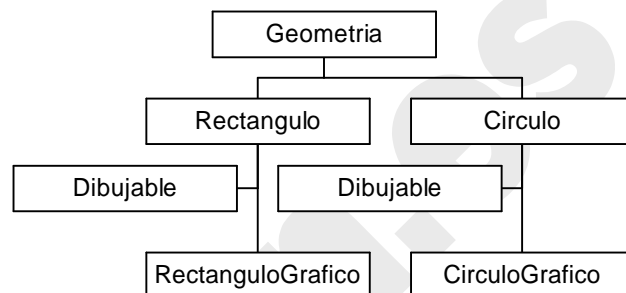 Geometria
Rectangulo
Circulo
Dibujable
Dibujable
RectanguloGrafico
CirculoGrafico